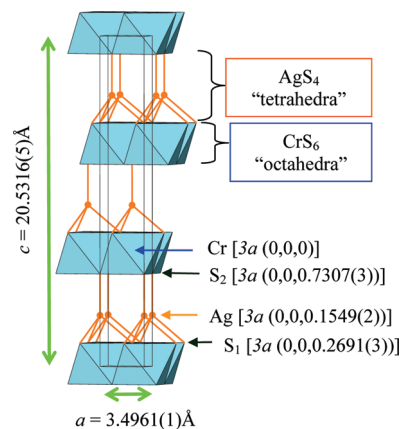 AgS₄
“tetrahedra”
CrS₆
“octahedra”
c = 20.5316(5)Å
Cr [3a (0,0,0)]
S₂ [3a (0,0,0.7307(3))]
Ag [3a (0,0,0.1549(2))]
S₁ [3a (0,0,0.2691(3))]
a = 3.4961(1)Å